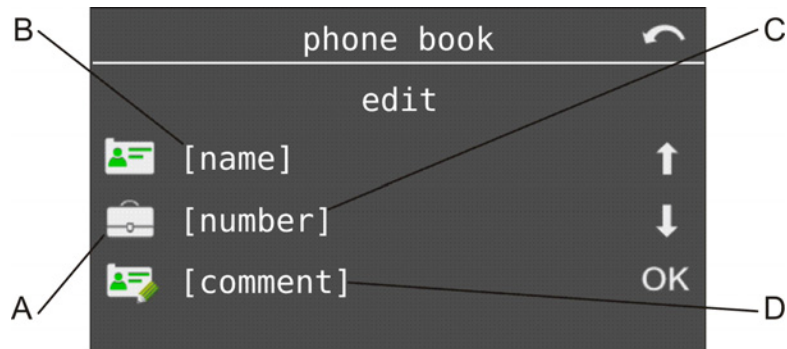 B
phone book
C
edit
[name]
[number]
A
[comment]
OK
D